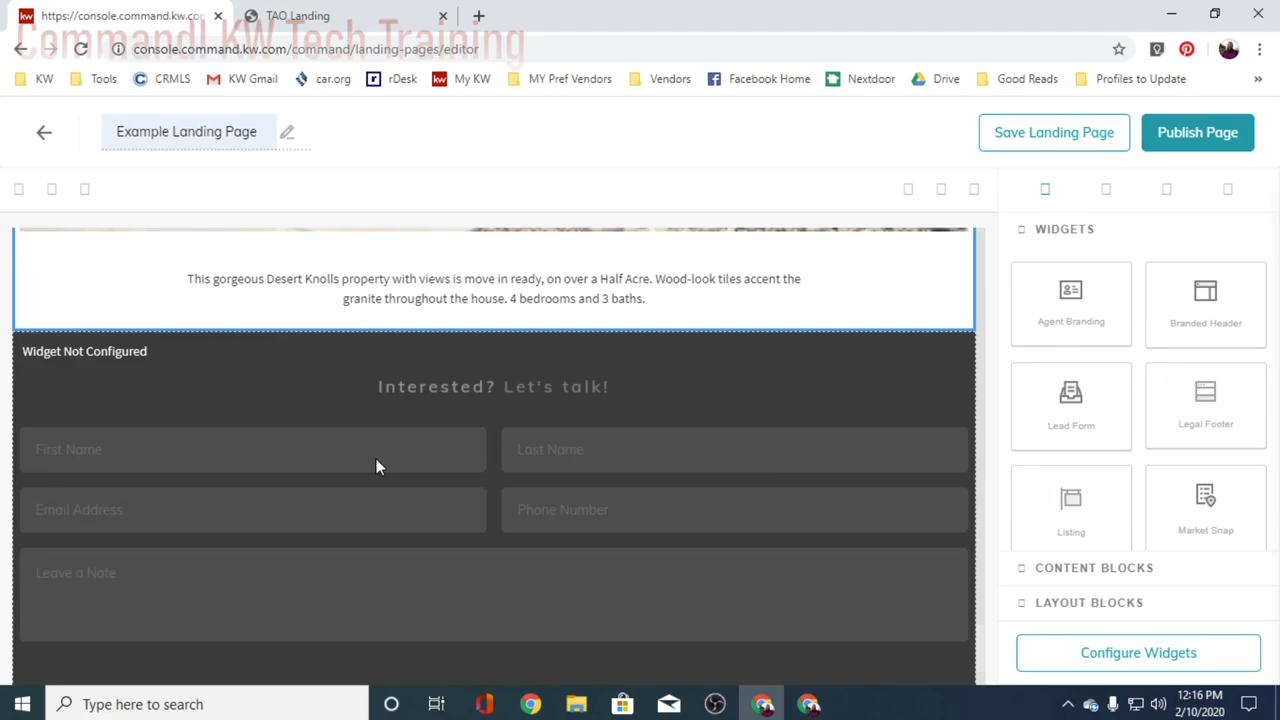 kw https://console.command.kw.co
TAO Landing
Command! KW Tech Training
console.command.kw.com/command/landing-pages/editor
KW Tools CRMLS KW Gmail car.org rDesk kw My KW MY Pref Vendors Vendors Facebook Home Nextdoor Drive Good Reads Profiles to Update »
Example Landing Page
Save Landing Page
Publish Page
WIDGETS
This gorgeous Desert Knolls property with views is move in ready, on over a Half Acre. Wood-look tiles accent the
granite throughout the house. 4 bedrooms and 3 baths.
Agent Branding
Branded Header
Widget Not Configured
Interested? Let's talk!
Lead Form
Legal Footer
First Name
Last Name
Email Address
Phone Number
Listing
Market Snap
Leave a Note
CONTENT BLOCKS
LAYOUT BLOCKS
Configure Widgets
Type here to search
12:16 PM
2/10/2020